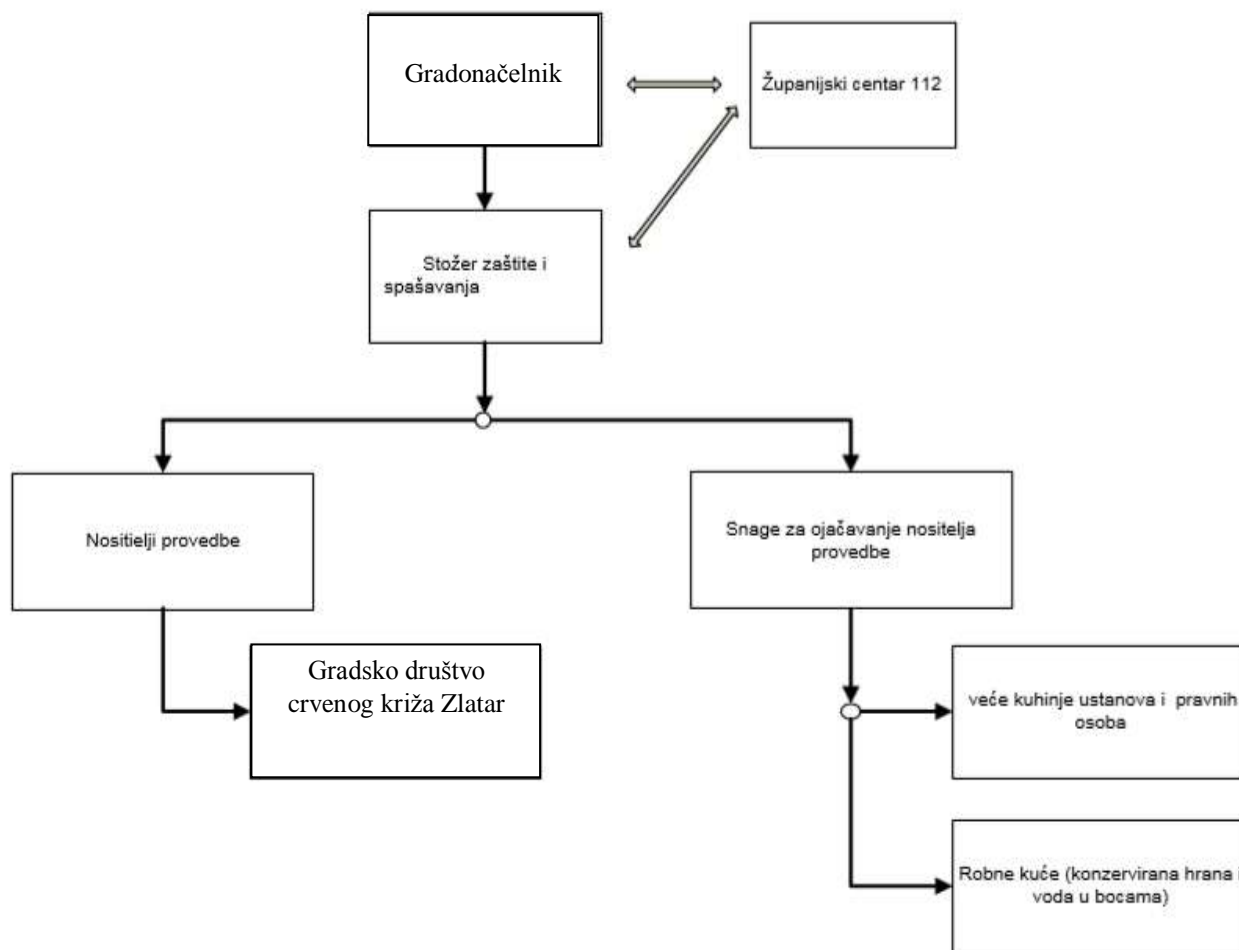 Gradonačelnik
Županijski centar 112
Stožer zaštite i
spašavanja
Nositielji provedbe
Snage za ojačavanje nositelja
provedbe
Gradsko društvo
crvenog križa Zlatar
veće kuhinje ustanova i pravnih
osoba
Robne kuće (konzervirana hrana i
voda u bocama)